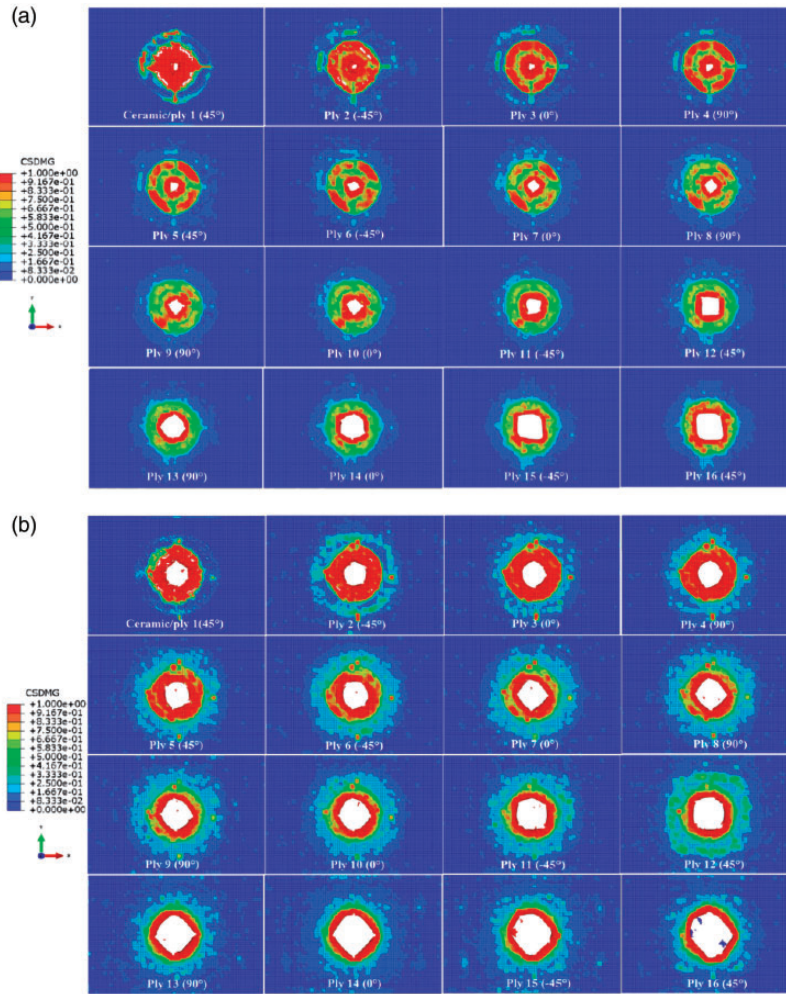 (a)
Ceramic/ply 1 (45°)
Ply 2 (-45°)
Ply 3 (0°)
Ply 4 (90°)
CSDMG
+1.000e+00
+9.167e-01
+8.333e-01
+7.500e-01
+6.667e-01
+5.833e-01
+5.000e-01
+4.167e-01
+3.333e-01
+2.500e-01
+1.667e-01
+8.333e-02
+0.000e+00
Ply 5 (45°)
Ply 6 (-45°)
Ply 7 (0°)
Ply 8 (90°)
Ply 9 (90°)
Ply 10 (0°)
Ply 11 (-45°)
Ply 12 (45°)
Ply 13 (90°)
Ply 14 (0°)
Ply 15 (-45°)
Ply 16 (45°)
(b)
Ceramic/ply 1(45°)
Ply 2 (-45°)
Ply 3 (0°)
Ply 4 (90°)
CSDMG
+1.000e+00
+9.167e-01
+8.333e-01
+7.500e-01
+6.667e-01
+5.833e-01
+5.000e-01
+4.167e-01
+3.333e-01
+2.500e-01
+1.667e-01
+8.333e-02
+0.000e+00
Ply 5 (45°)
Ply 6 (-45°)
Ply 7 (0°)
Ply 8 (90°)
Ply 9 (90°)
Ply 10 (0°)
Ply 11 (-45°)
Ply 12 (45°)
Ply 13 (90°)
Ply 14 (0°)
Ply 15 (-45°)
Ply 16 (45°)